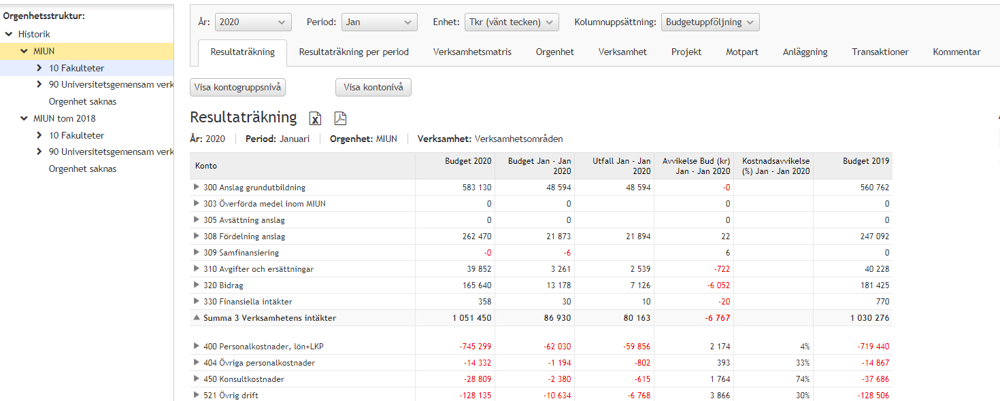 Orgenhetsstruktur:
Historik
MIUN
10 Fakulteter
90 Universitetsgemensam verk
Orgenhet saknas
MIUN tom 2018
10 Fakulteter
90 Universitetsgemensam verk
Orgenhet saknas
År: 2020 Period: Jan Enhet: Tkr (vänt tecken) Kolumnuppsättning: Budgetuppföljning
Resultaträkning Resultaträkning per period Verksamhetsmatris Orgenhet Verksamhet Projekt Motpart Anläggning Transaktioner Kommentar
Visa kontogruppsnivå Visa kontonivå
Resultaträkning
År: 2020 Period: Januari Orgenhet: MIUN Verksamhet: Verksamhetsområden
Konto Budget 2020 Budget Jan - Jan 2020 Utfall Jan - Jan 2020 Avvikelse Bud (kr) Jan - Jan 2020 Kostnadsavvikelse (%) Jan - Jan 2020 Budget 2019
300 Anslag grundutbildning 583 130 48 594 48 594 -0 560 762
303 Överförda medel inom MIUN 0 0 0 0
305 Avsättning anslag 0 0 0 0
308 Fördelning anslag 262 470 21 873 21 894 22 247 092
309 Samfinansiering -0 -6 6 0
310 Avgifter och ersättningar 39 852 3 261 2 539 -722 40 228
320 Bidrag 165 640 13 178 7 126 -6 052 181 425
330 Finansiella intäkter 358 30 10 -20 770
Summa 3 Verksamhetens intäkter 1 051 450 86 930 80 163 -6 767 1 030 276
400 Personalkostnader, lön+LKP -745 299 -62 030 -59 856 2 174 4% -719 440
404 Övriga personalkostnader -14 332 -1 194 -802 393 33% -14 867
450 Konsultkostnader -28 809 -2 380 -615 1 764 74% -37 686
521 Övrig drift -128 135 -10 634 -6 768 3 866 30% -128 506